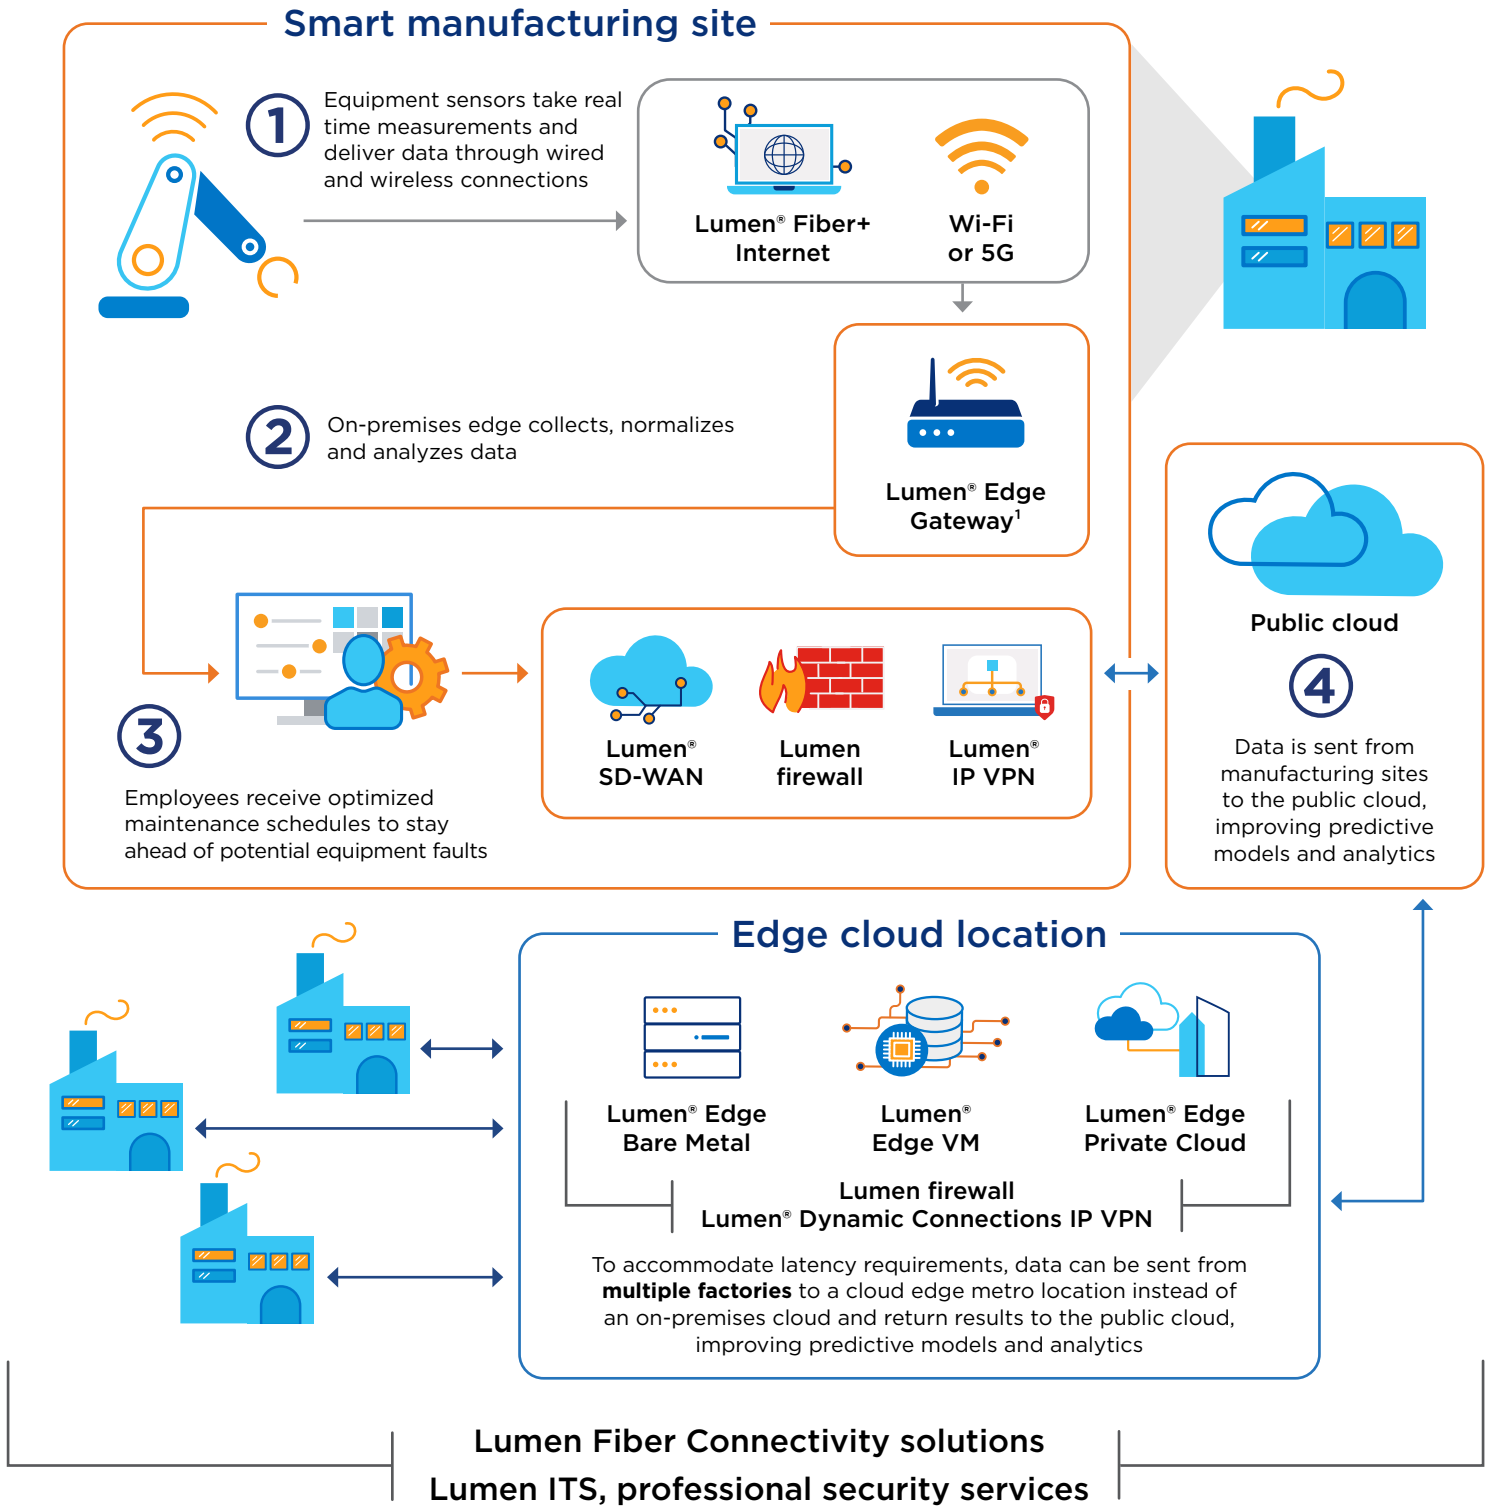 Smart manufacturing site
1
Equipment sensors take real
time measurements and
deliver data through wired
and wireless connections
Lumen® Fiber+
Internet
Wi-Fi
or 5G
2
On-premises edge collects, normalizes
and analyzes data
Lumen® Edge
Gateway¹
3
Employees receive optimized
maintenance schedules to stay
ahead of potential equipment faults
Lumen®
SD-WAN
Lumen
firewall
Lumen®
IP VPN
Public cloud
4
Data is sent from
manufacturing sites
to the public cloud,
improving predictive
models and analytics
Edge cloud location
Lumen® Edge
Bare Metal
Lumen®
Edge VM
Lumen® Edge
Private Cloud
Lumen firewall
Lumen® Dynamic Connections IP VPN
To accommodate latency requirements, data can be sent from
multiple factories to a cloud edge metro location instead of
an on-premises cloud and return results to the public cloud,
improving predictive models and analytics
Lumen Fiber Connectivity solutions
Lumen ITS, professional security services